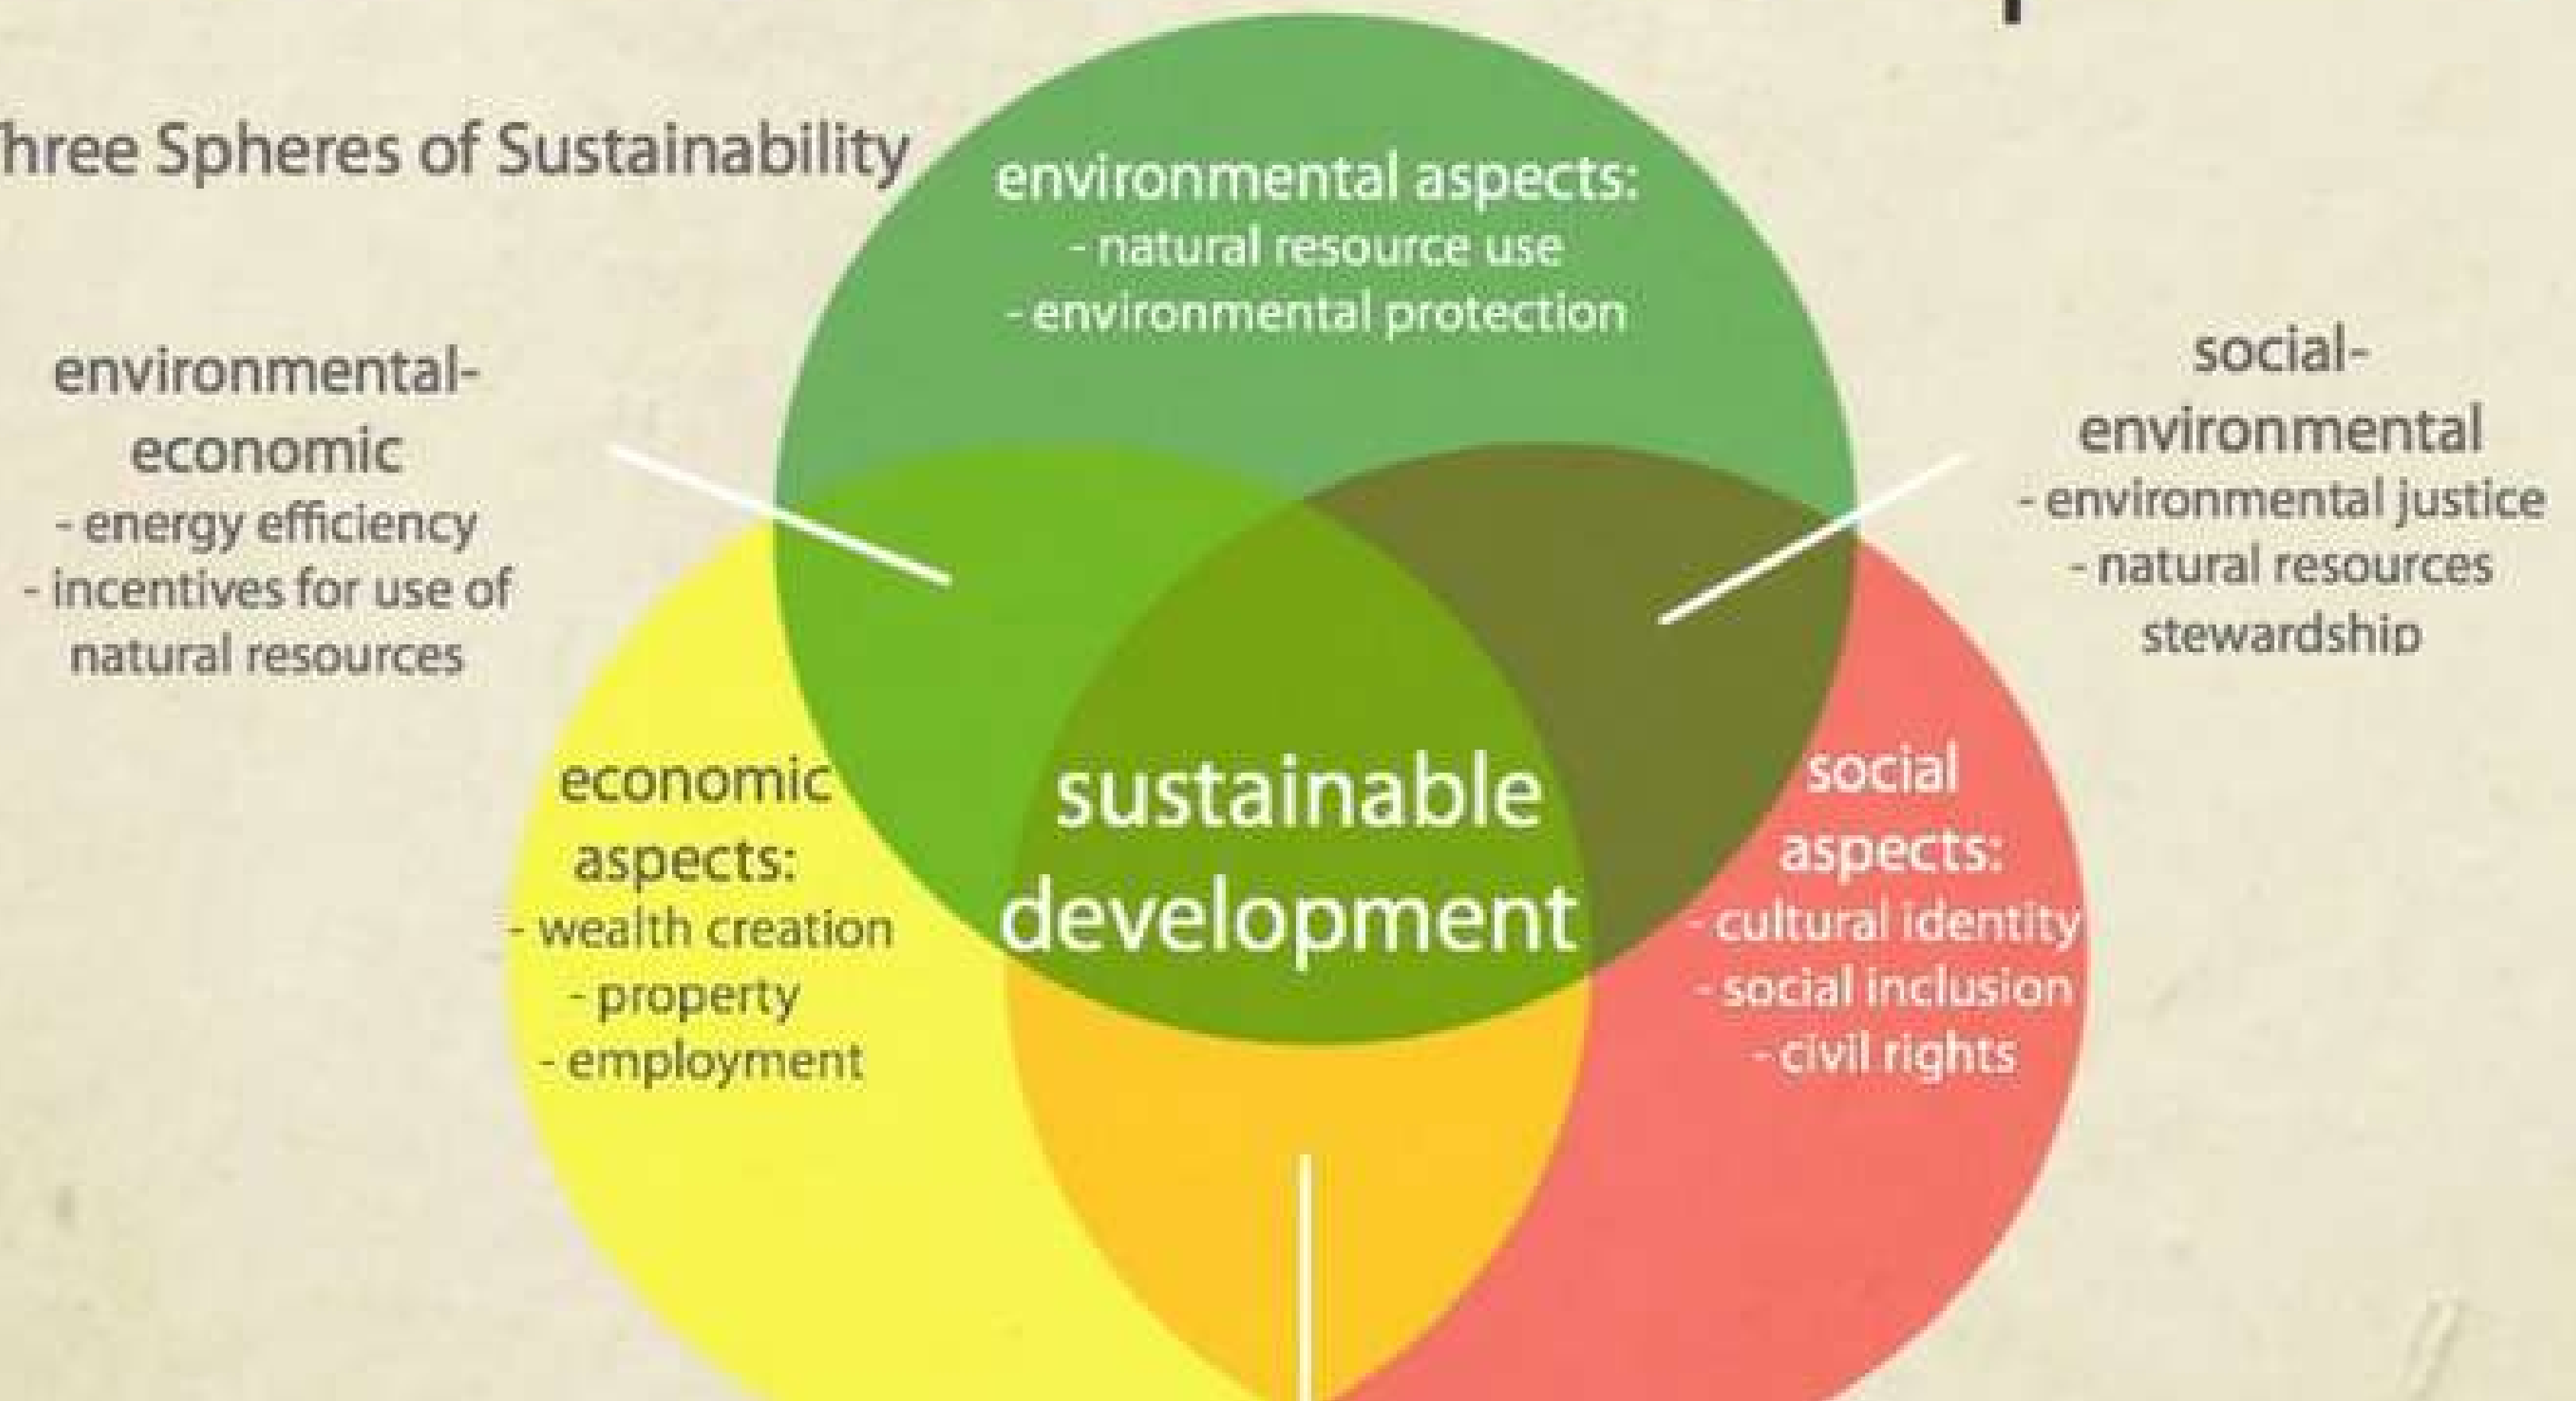 hree Spheres of Sustainability
environmental aspects:
- natural resource use
- environmental protection
environmental-
economic
- energy efficiency
- incentives for use of
natural resources
social-
environmental
- environmental justice
- natural resources
stewardship
economic
aspects:
- wealth creation
- property
- employment
sustainable
development
social
aspects:
- cultural identity
- social inclusion
- civil rights